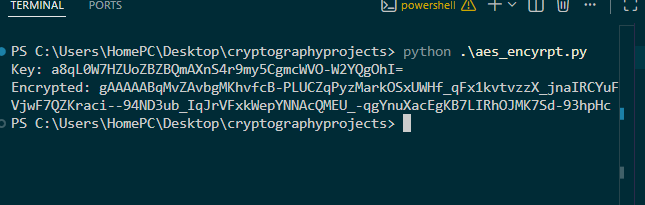 TERMINAL PORTS powershell
PS C:\Users\HomePC\Desktop\cryptographyprojects> python .\aes_encyrpt.py
Key: a8qL0W7HZUoZBZBQmAXnS4r9my5CgmcWVO-W2YQgOhI=
Encrypted: gAAAAABqMvZAvbgMKhvfcB-PLUCZqPyzMarkOSxUWHf_qFx1kvtvzzX_jnaIRCYuF
VjwF7QZKraci--94ND3ub_IqJrVFxkWepYNNAcQMEU_-qgYnuXacEgKB7LIRhOJMK7Sd-93hpHc
PS C:\Users\HomePC\Desktop\cryptographyprojects>